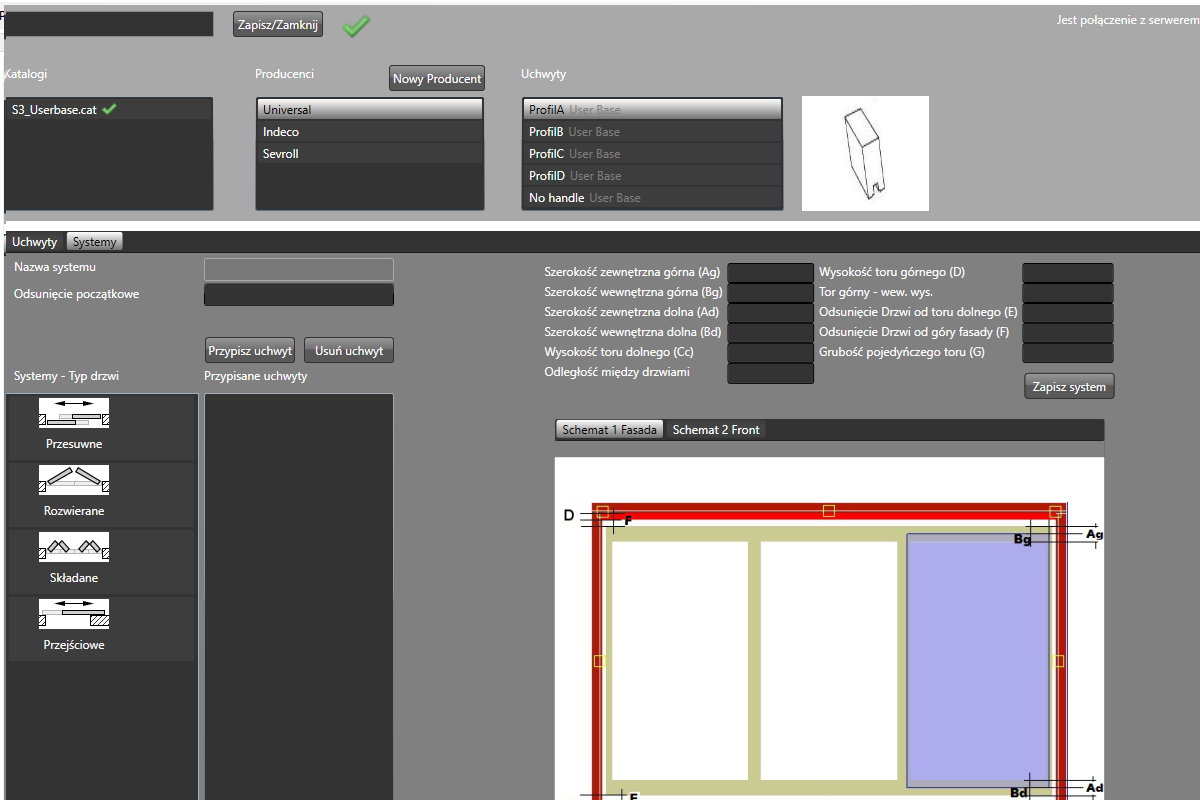 Zapisz/Zamknij
Jest połączenie z serwerem
Katalogi
Producenci
Nowy Producent
Uchwyty
S3_Userbase.cat
Universal
Indeco
Sevroll
ProfilA User Base
ProfilB User Base
ProfilC User Base
ProfilD User Base
No handle User Base
Uchwyty Systemy
Nazwa systemu
Odsunięcie początkowe
Przypisz uchwyt
Usuń uchwyt
Systemy - Typ drzwi
Przypisane uchwyty
Przesuwne
Rozwierane
Składane
Przejściowe
Szerokość zewnętrzna górna (Ag)
Szerokość wewnętrzna górna (Bg)
Szerokość zewnętrzna dolna (Ad)
Szerokość wewnętrzna dolna (Bd)
Wysokość toru dolnego (Cc)
Odległość między drzwiami
Wysokość toru górnego (D)
Tor górny - wew. wys.
Odsunięcie Drzwi od toru dolnego (E)
Odsunięcie Drzwi od góry fasady (F)
Grubość pojedyńczego toru (G)
Zapisz system
Schemat 1 Fasada
Schemat 2 Front
D
F
Bg
Ag
Bd
Ad